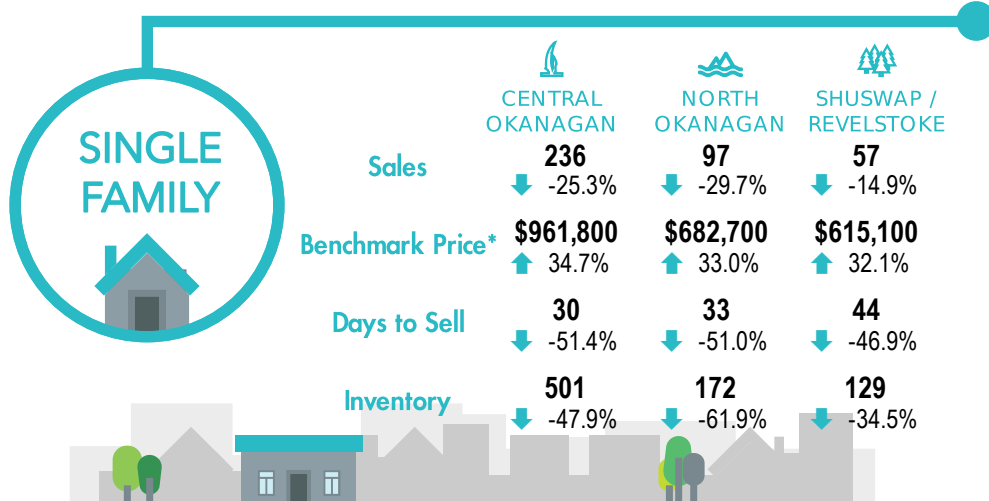 SINGLE
FAMILY
CENTRAL
OKANAGAN
NORTH
OKANAGAN
SHUSWAP /
REVELSTOKE
Sales
236
-25.3%
97
-29.7%
57
-14.9%
Benchmark Price*
$961,800
34.7%
$682,700
33.0%
$615,100
32.1%
Days to Sell
30
-51.4%
33
-51.0%
44
-46.9%
Inventory
501
-47.9%
172
-61.9%
129
-34.5%